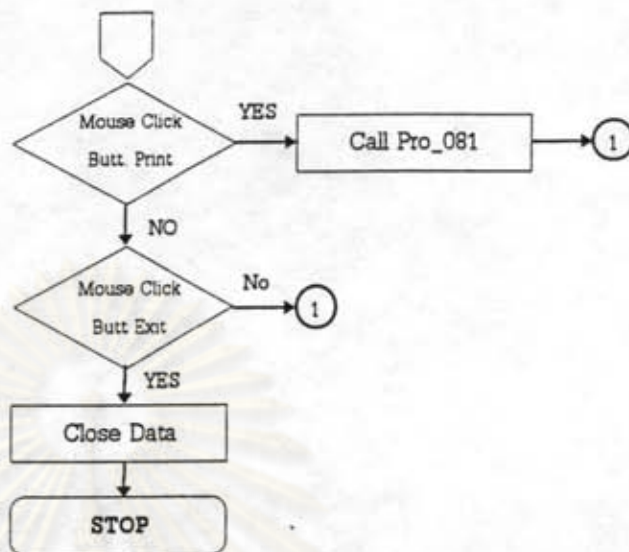 Mouse Click
Butt. Print
YES
Call Pro_081
1
NO
Mouse Click
Butt Exit
No
1
YES
Close Data
STOP